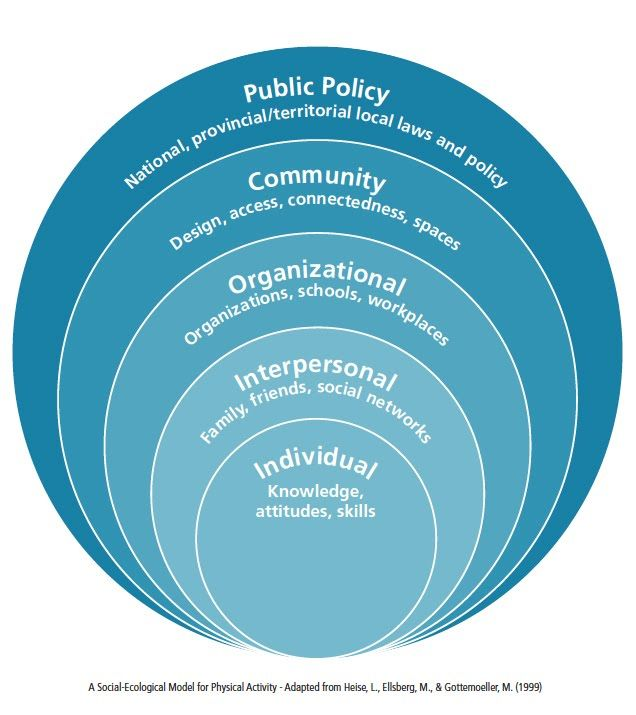 Public Policy
National, provincial/territorial local laws and policy
Community
Design, access, connectedness, spaces
Organizational
Organizations, schools, workplaces
Interpersonal
Family, friends, social networks
Individual
Knowledge,
attitudes, skills
A Social-Ecological Model for Physical Activity - Adapted from Heise, L., Ellsberg, M., & Gottemoeller, M. (1999)